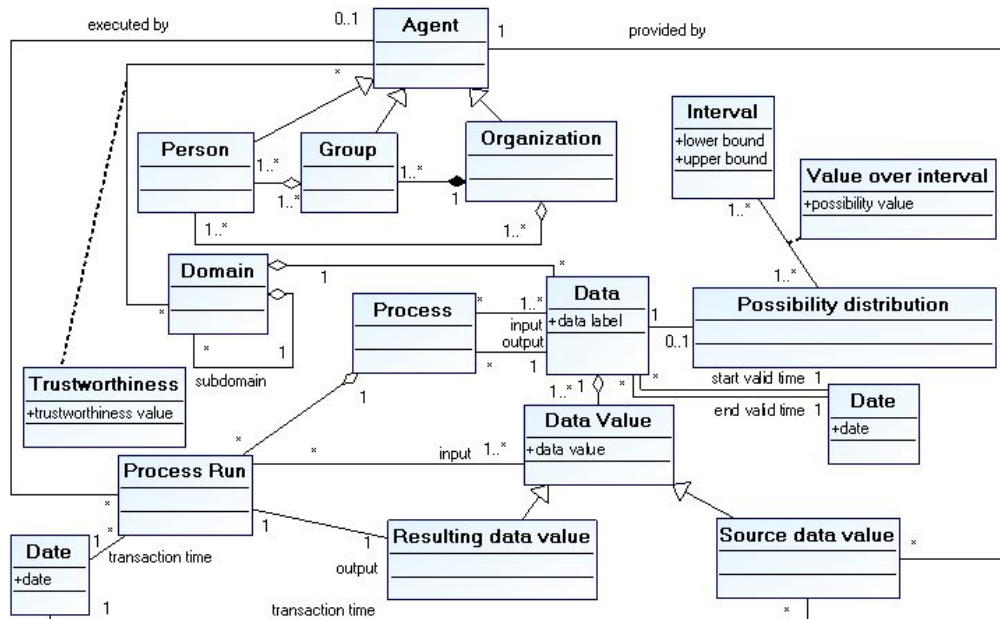 executed by
0..1
Agent
1
provided by
*
Interval
+lower bound
+upper bound
Person
Group
Organization
Value over interval
+possibility value
1..*
1..*
1..*
1
1..*
1..*
1..*
1..*
Domain
1
*
Data
+data label
Process
*
1..*
input
output
*
1
1
0..1
Possibility distribution
*
*
1
subdomain
Trustworthiness
+trustworthiness value
1
1
1..*
*
*
start valid time
1
end valid time
1
Date
+date
Data Value
+data value
*
*
input
1..*
Process Run
*
1
*
1
Date
+date
transaction time
1
output
Resulting data value
Source data value
*
1
transaction time
*